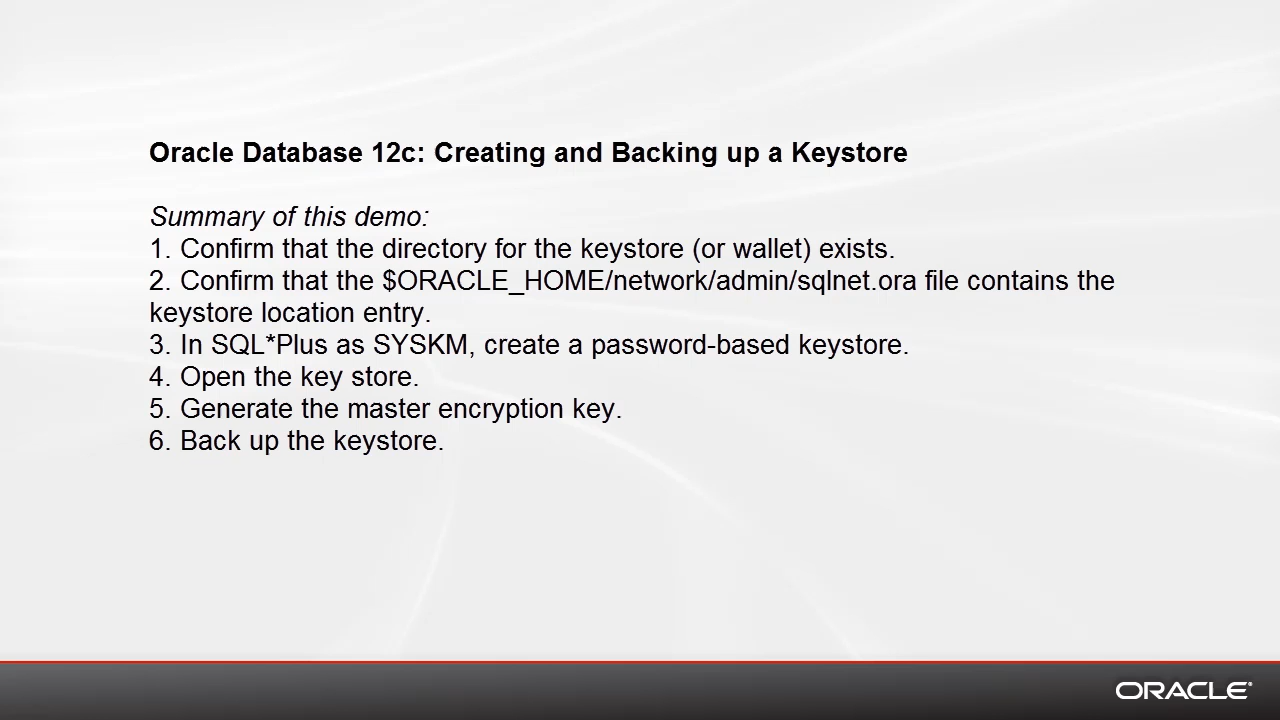 Oracle Database 12c: Creating and Backing up a Keystore
Summary of this demo:
1. Confirm that the directory for the keystore (or wallet) exists.
2. Confirm that the $ORACLE_HOME/network/admin/sqlnet.ora file contains the
keystore location entry.
3. In SQL*Plus as SYSKM, create a password-based keystore.
4. Open the key store.
5. Generate the master encryption key.
6. Back up the keystore.
ORACLE®